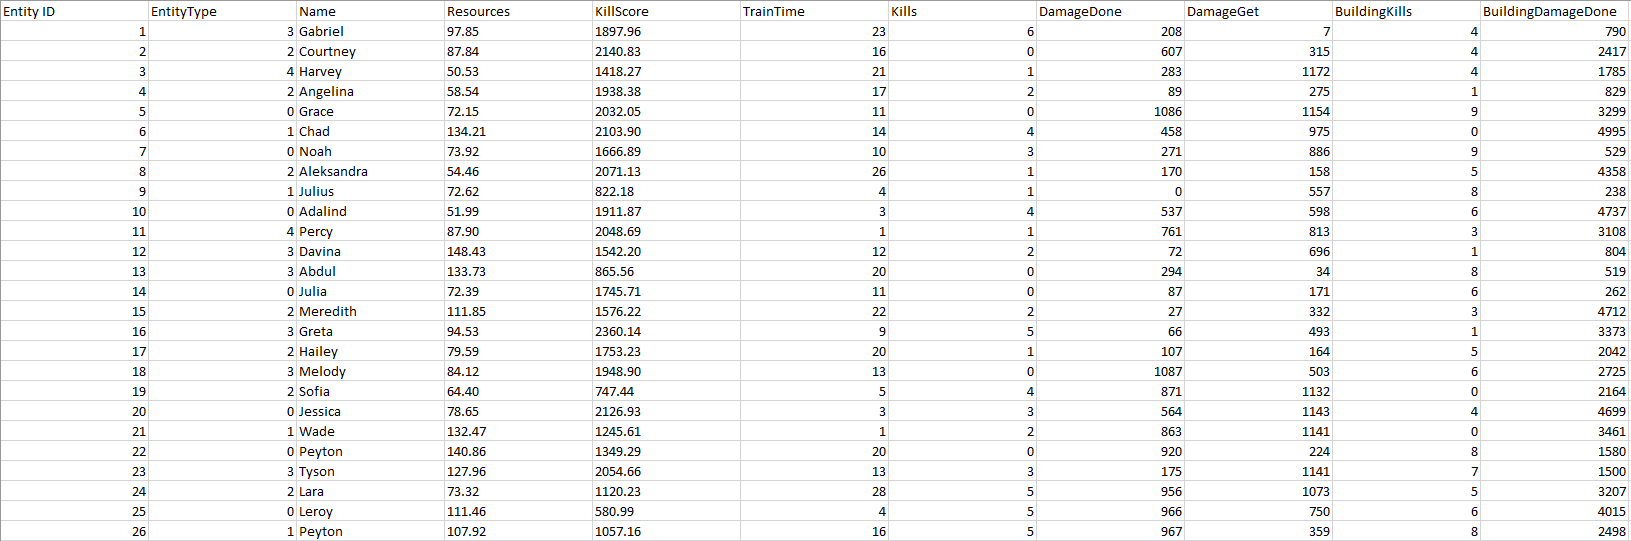 Entity ID EntityType Name Resources KillScore TrainTime Kills DamageDone DamageGet BuildingKills BuildingDamageDone
1 3 Gabriel 97.85 1897.96 23 6 208 7 4 790
2 2 Courtney 87.84 2140.83 16 0 607 315 4 2417
3 4 Harvey 50.53 1418.27 21 1 283 1172 4 1785
4 2 Angelina 58.54 1938.38 17 2 89 275 1 829
5 0 Grace 72.15 2032.05 11 0 1086 1154 9 3299
6 1 Chad 134.21 2103.90 14 4 458 975 0 4995
7 0 Noah 73.92 1666.89 10 3 271 886 9 529
8 2 Aleksandra 54.46 2071.13 26 1 170 158 5 4358
9 1 Julius 72.62 822.18 4 1 0 557 8 238
10 0 Adalind 51.99 1911.87 3 4 537 598 6 4737
11 4 Percy 87.90 2048.69 1 1 761 813 3 3108
12 3 Davina 148.43 1542.20 12 2 72 696 1 804
13 3 Abdul 133.73 865.56 20 0 294 34 8 519
14 0 Julia 72.39 1745.71 11 0 87 171 6 262
15 2 Meredith 111.85 1576.22 22 2 27 332 3 4712
16 3 Greta 94.53 2360.14 9 5 66 493 1 3373
17 2 Hailey 79.59 1753.23 20 1 107 164 5 2042
18 3 Melody 84.12 1948.90 13 0 1087 503 6 2725
19 2 Sofia 64.40 747.44 5 4 871 1132 0 2164
20 0 Jessica 78.65 2126.93 3 3 564 1143 4 4699
21 1 Wade 132.47 1245.61 1 2 863 1141 0 3461
22 0 Peyton 140.86 1349.29 20 0 920 224 8 1580
23 3 Tyson 127.96 2054.66 13 3 175 1141 7 1500
24 2 Lara 73.32 1120.23 28 5 956 1073 5 3207
25 0 Leroy 111.46 580.99 4 5 966 750 6 4015
26 1 Peyton 107.92 1057.16 16 5 967 359 8 2498